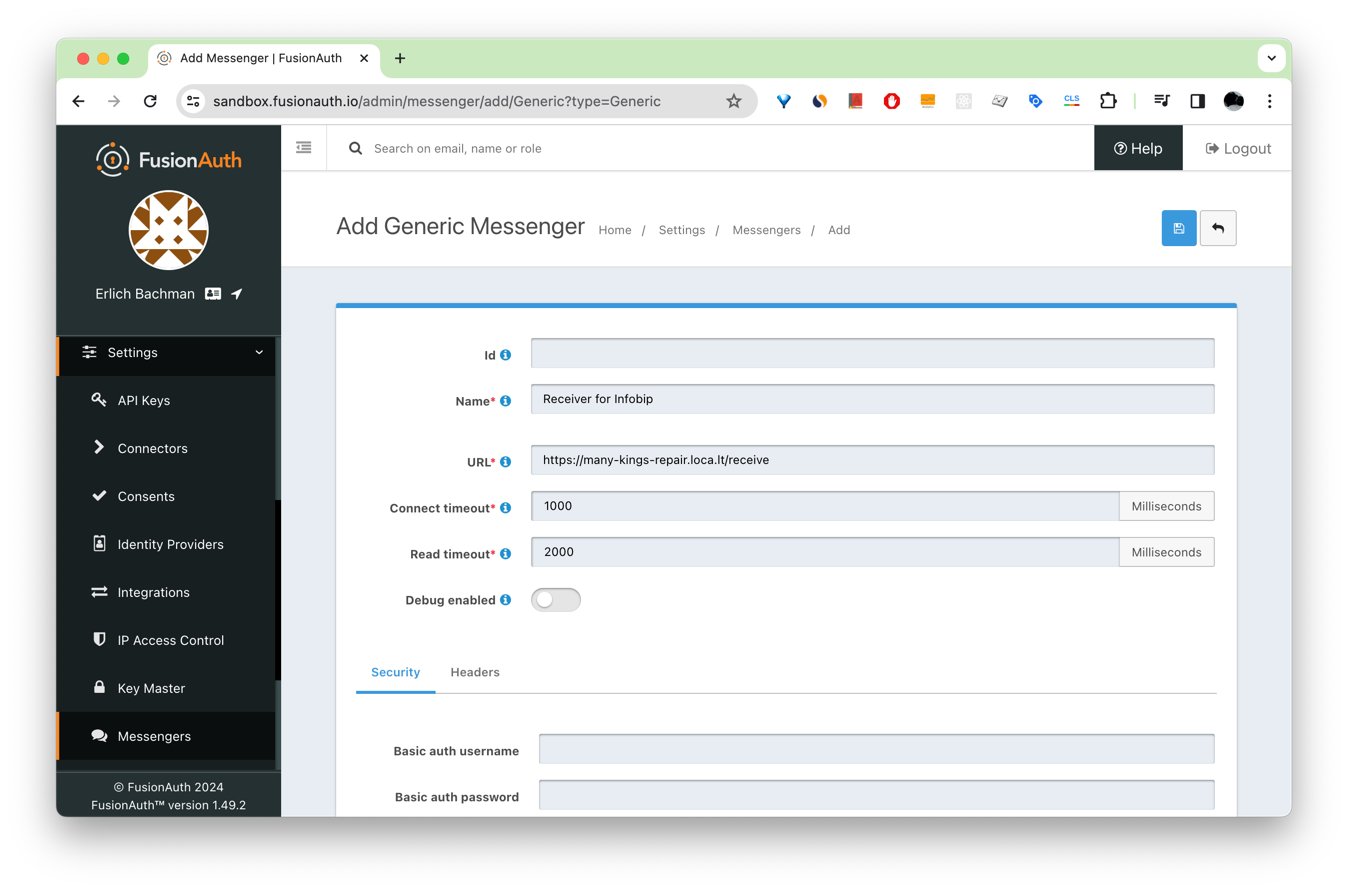 Add Messenger | FusionAuth
sandbox.fusionauth.io/admin/messenger/add/Generic?type=Generic
CLS
FusionAuth
Erlich Bachman
Settings
API Keys
Connectors
Consents
Identity Providers
Integrations
IP Access Control
Key Master
Messengers
© FusionAuth 2024
FusionAuth™ version 1.49.2
Search on email, name or role
Help
Logout
Add Generic Messenger Home / Settings / Messengers / Add
Id
Name* Receiver for Infobip
URL* https://many-kings-repair.loca.lt/receive
Connect timeout* 1000 Milliseconds
Read timeout* 2000 Milliseconds
Debug enabled
Security Headers
Basic auth username
Basic auth password